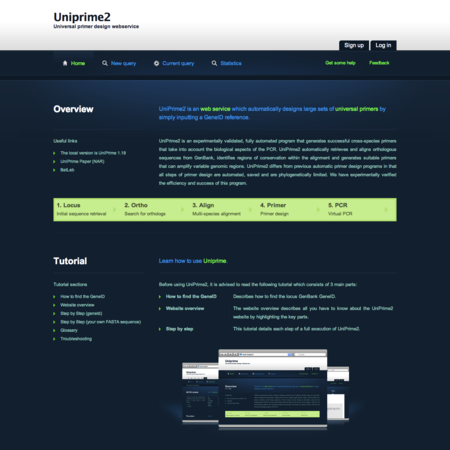 Uniprime2
Universal primer design webservice
Sign up
Log in
Home
New query
Current query
Statistics
Get some help
Feedback
Overview
UniPrime2 is an web service which automatically designs large sets of universal primers by
simply inputting a GeneID reference.
Useful links
The local version is UniPrime 1.18
UniPrime Paper (NAR)
BatLab
UniPrime2 is an experimentally validated, fully automated program that generates successful cross-species primers
that take into account the biological aspects of the PCR. UniPrime2 automatically retrieves and aligns orthologous
sequences from GenBank, identifies regions of conservation within the alignment and generates suitable primers
that can amplify variable genomic regions. UniPrime2 differs from previous automatic primer design programs in that
all steps of primer design are automated, saved and are phylogenetically limited. We have experimentally verified
the efficiency and success of this program.
1. Locus
Initial sequence retrieval
2. Ortho
Search for orthologs
3. Align
Multi-species alignment
4. Primer
Primer design
5. PCR
Virtual PCR
Tutorial
Learn how to use Uniprime.
Tutorial sections
How to find the GeneID
Website overview
Step by Step (geneid)
Step by Step (your own FASTA sequence)
Glossary
Troubleshooting
Before using UniPrime2, it is advised to read the following tutorial which consists of 3 main parts:
How to find the GeneID
Describes how to find the locus GenBank GeneID.
Website overview
The website overview describes all you have to know about the UniPrime2
website by highlighting the key parts.
Step by step
This tutorial details each step of a full execution of UniPrime2.
Uniprime
Overview